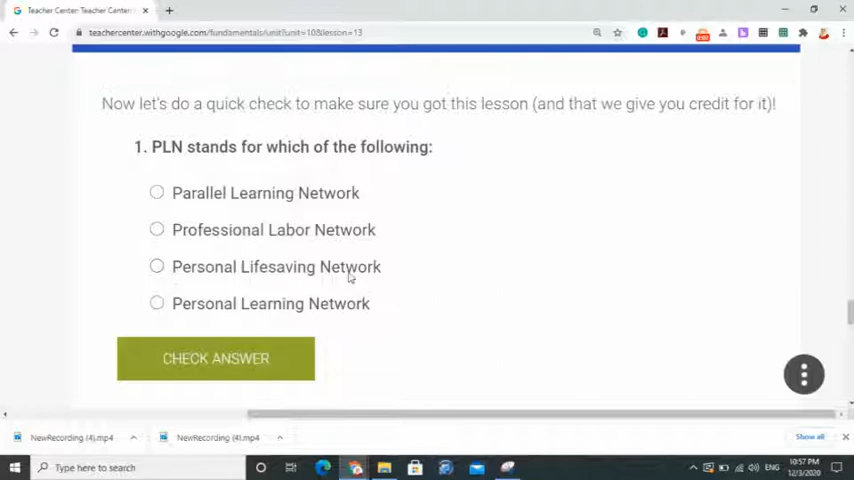 Teacher Center: Teacher Center:
teachercenter.withgoogle.com/fundamentals/unit?unit=108&lesson=13
Now let's do a quick check to make sure you got this lesson (and that we give you credit for it)!
1. PLN stands for which of the following:
Parallel Learning Network
Professional Labor Network
Personal Lifesaving Network
Personal Learning Network
CHECK ANSWER
NewRecording (4).mp4
NewRecording (4).mp4
Show all
Type here to search
ENG
10:57 PM
12/3/2020